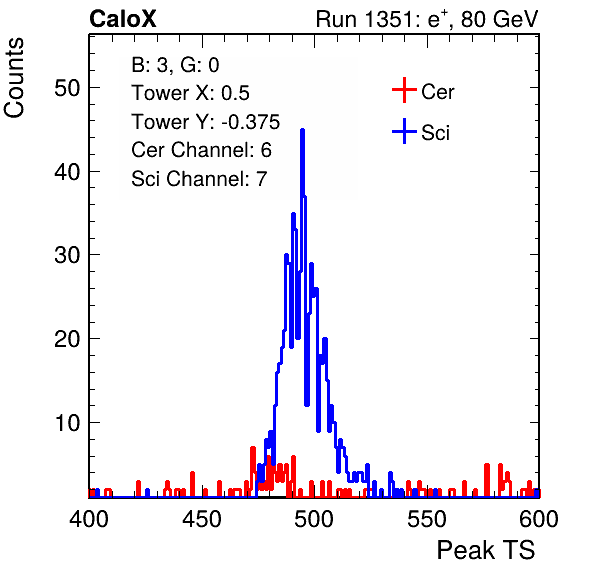 CaloX Run 1351: e⁺, 80 GeV
Counts
B: 3, G: 0
Tower X: 0.5
Tower Y: -0.375
Cer Channel: 6
Sci Channel: 7
Cer
Sci
50
40
30
20
10
400 450 500 550 600
Peak TS